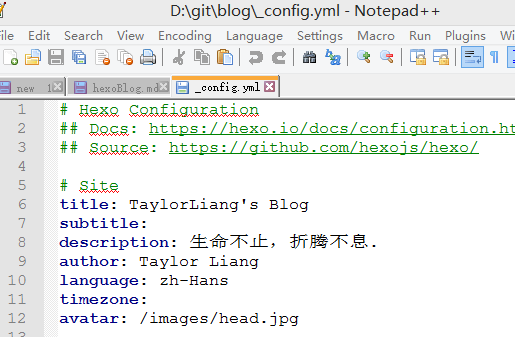 D:\git\blog\_config.yml - Notepad++
File Edit Search View Encoding Language Settings Macro Run Plugins Wi
new 1 hexoBlog.md _config.yml
1 # Hexo Configuration
2 ## Docs: https://hexo.io/docs/configuration.ht
3 ## Source: https://github.com/hexojs/hexo/
4
5 # Site
6 title: TaylorLiang's Blog
7 subtitle:
8 description: 生命不止，折腾不息.
9 author: Taylor Liang
10 language: zh-Hans
11 timezone:
12 avatar: /images/head.jpg
13